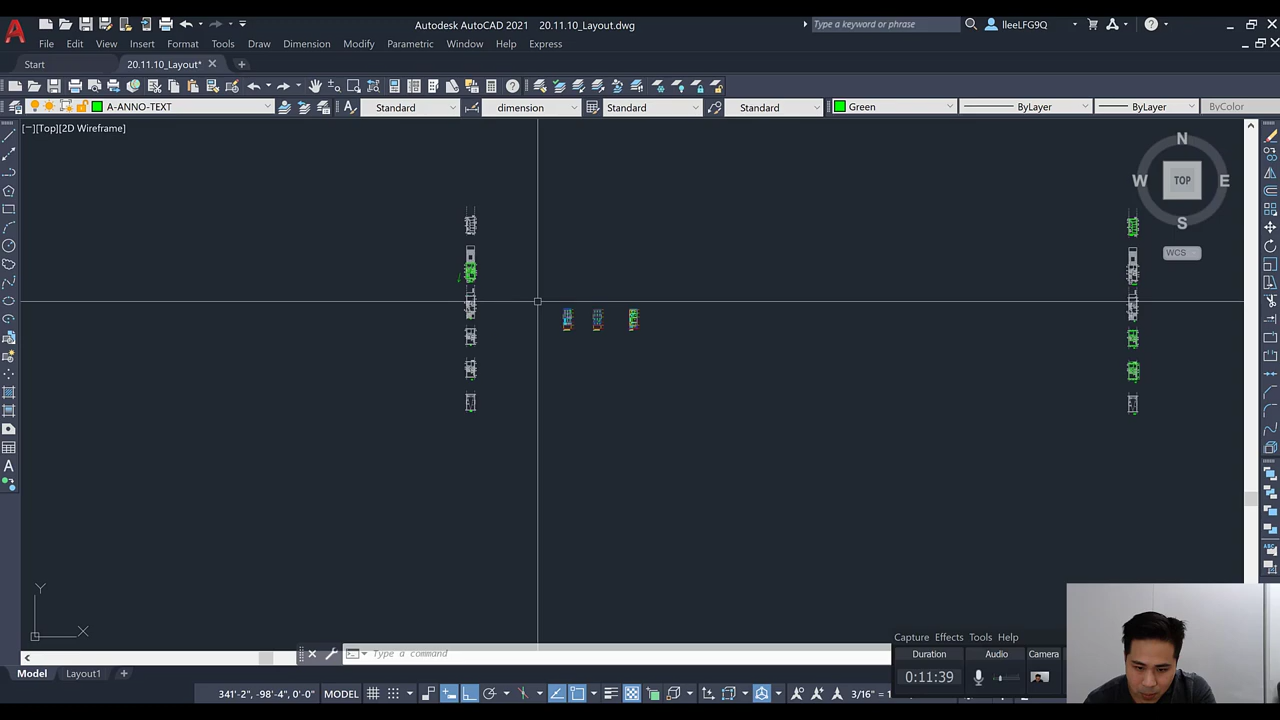 Autodesk AutoCAD 2021 20.11.10_Layout.dwg
Type a keyword or phrase
lleeLFG9Q
File Edit View Insert Format Tools Draw Dimension Modify Parametric Window Help Express
Start 20.11.10_Layout*
A-ANNO-TEXT Standard dimension Standard Standard Green ByLayer ByLayer ByColor
[-][Top][2D Wireframe]
N
W TOP E
S
WCS
Y
X
Capture Effects Tools Help
Duration Audio Camera
0:11:39
Type a command
Model Layout1
341'-2", -98'-4", 0'-0" MODEL